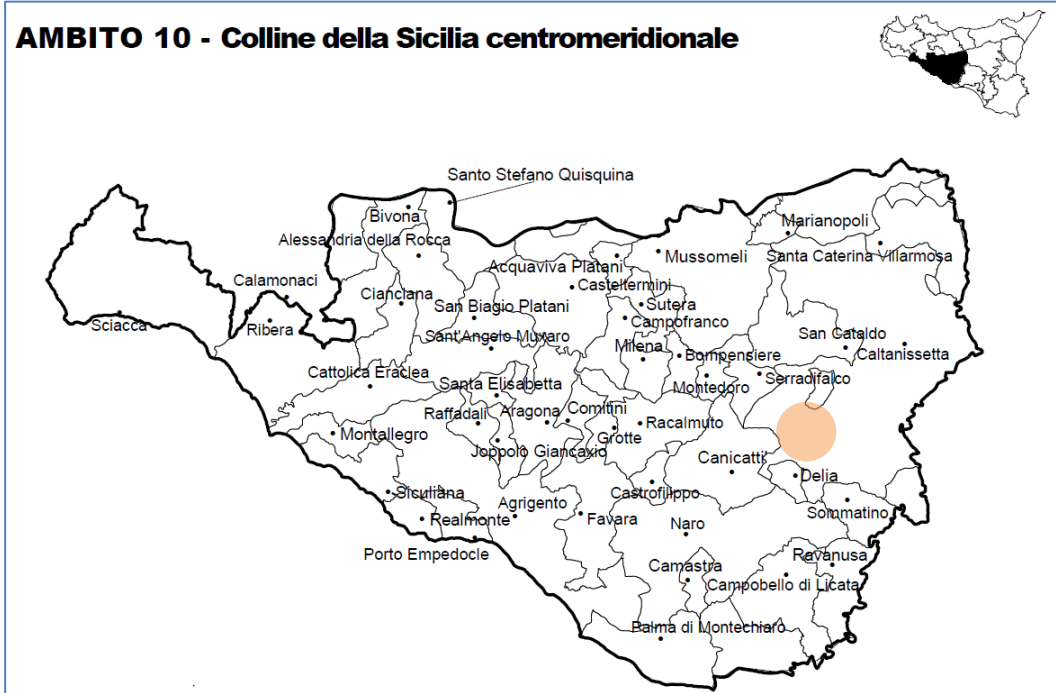 AMBITO 10 - Colline della Sicilia centromeridionale
Santo Stefano Quisquina
Bivona
Marianopoli
Alessandria della Rocca
Mussomeli
Santa Caterina Villarmosa
Acquaviva Platani
Calamonaci
Casteltermini
Cianciana
San Biagio Platani
Sutera
Sciacca
Ribera
Campofranco
San Cataldo
Sant'Angelo Muxaro
Milena
Bompensiere
Caltanissetta
Cattolica Eraclea
Santa Elisabetta
Montedoro
Serradifalco
Raffadali
Aragona
Comitini
Montallegro
Grotte
Racalmuto
Joppolo Giancaxio
Canicatti'
Delia
Siculiana
Agrigento
Castrofilippo
Realmonte
Favara
Naro
Sommatino
Porto Empedocle
Ravanusa
Camastra
Campobello di Licata
Palma di Montechiaro